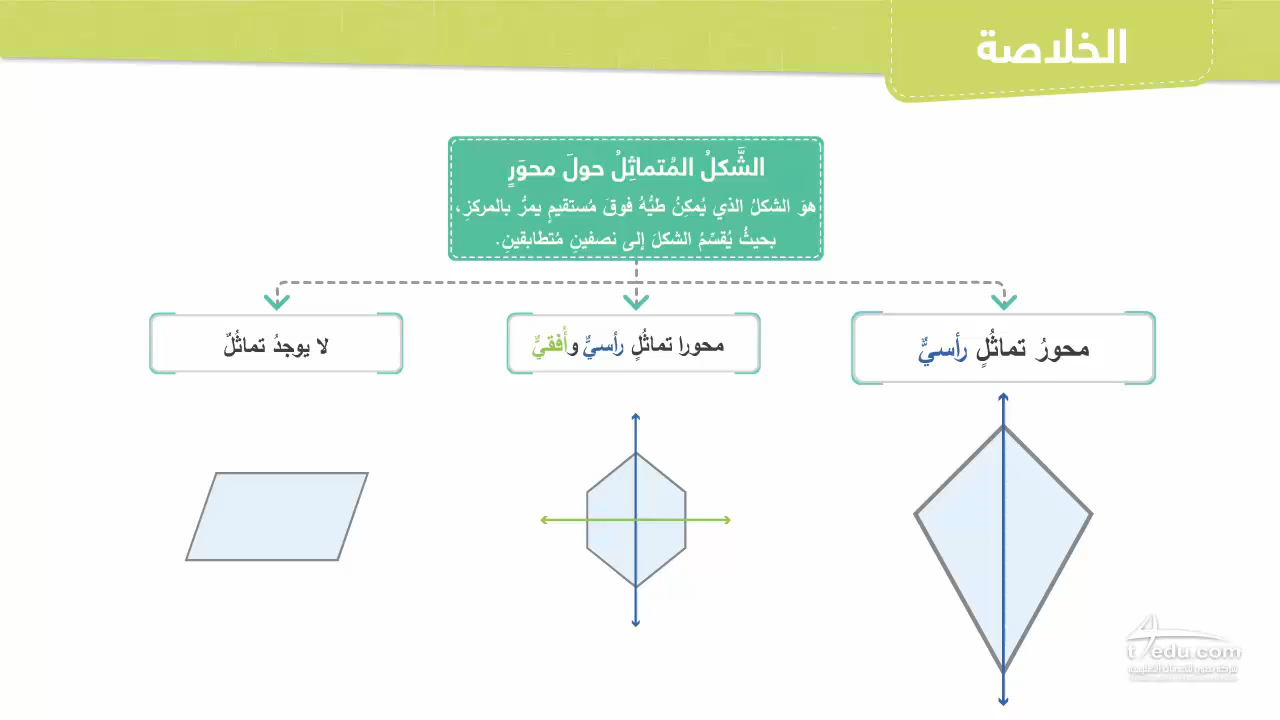 الخلاصة
الشَّكلُ المُتماثِلُ حولَ محوَرٍ
هوَ الشكلُ الذي يُمكِنُ طيُّهُ فوقَ مُستقيمٍ يمرُّ بالمركزِ،
بحيثُ يُقسِّمُ الشكلَ إلى نصفينِ مُتطابقينِ.
محورُ تماثُلٍ رأسيٌّ
محورا تماثُلٍ رأسيٌّ وأُفقيٌّ
لا يوجدُ تماثُلٌ
t4edu.com